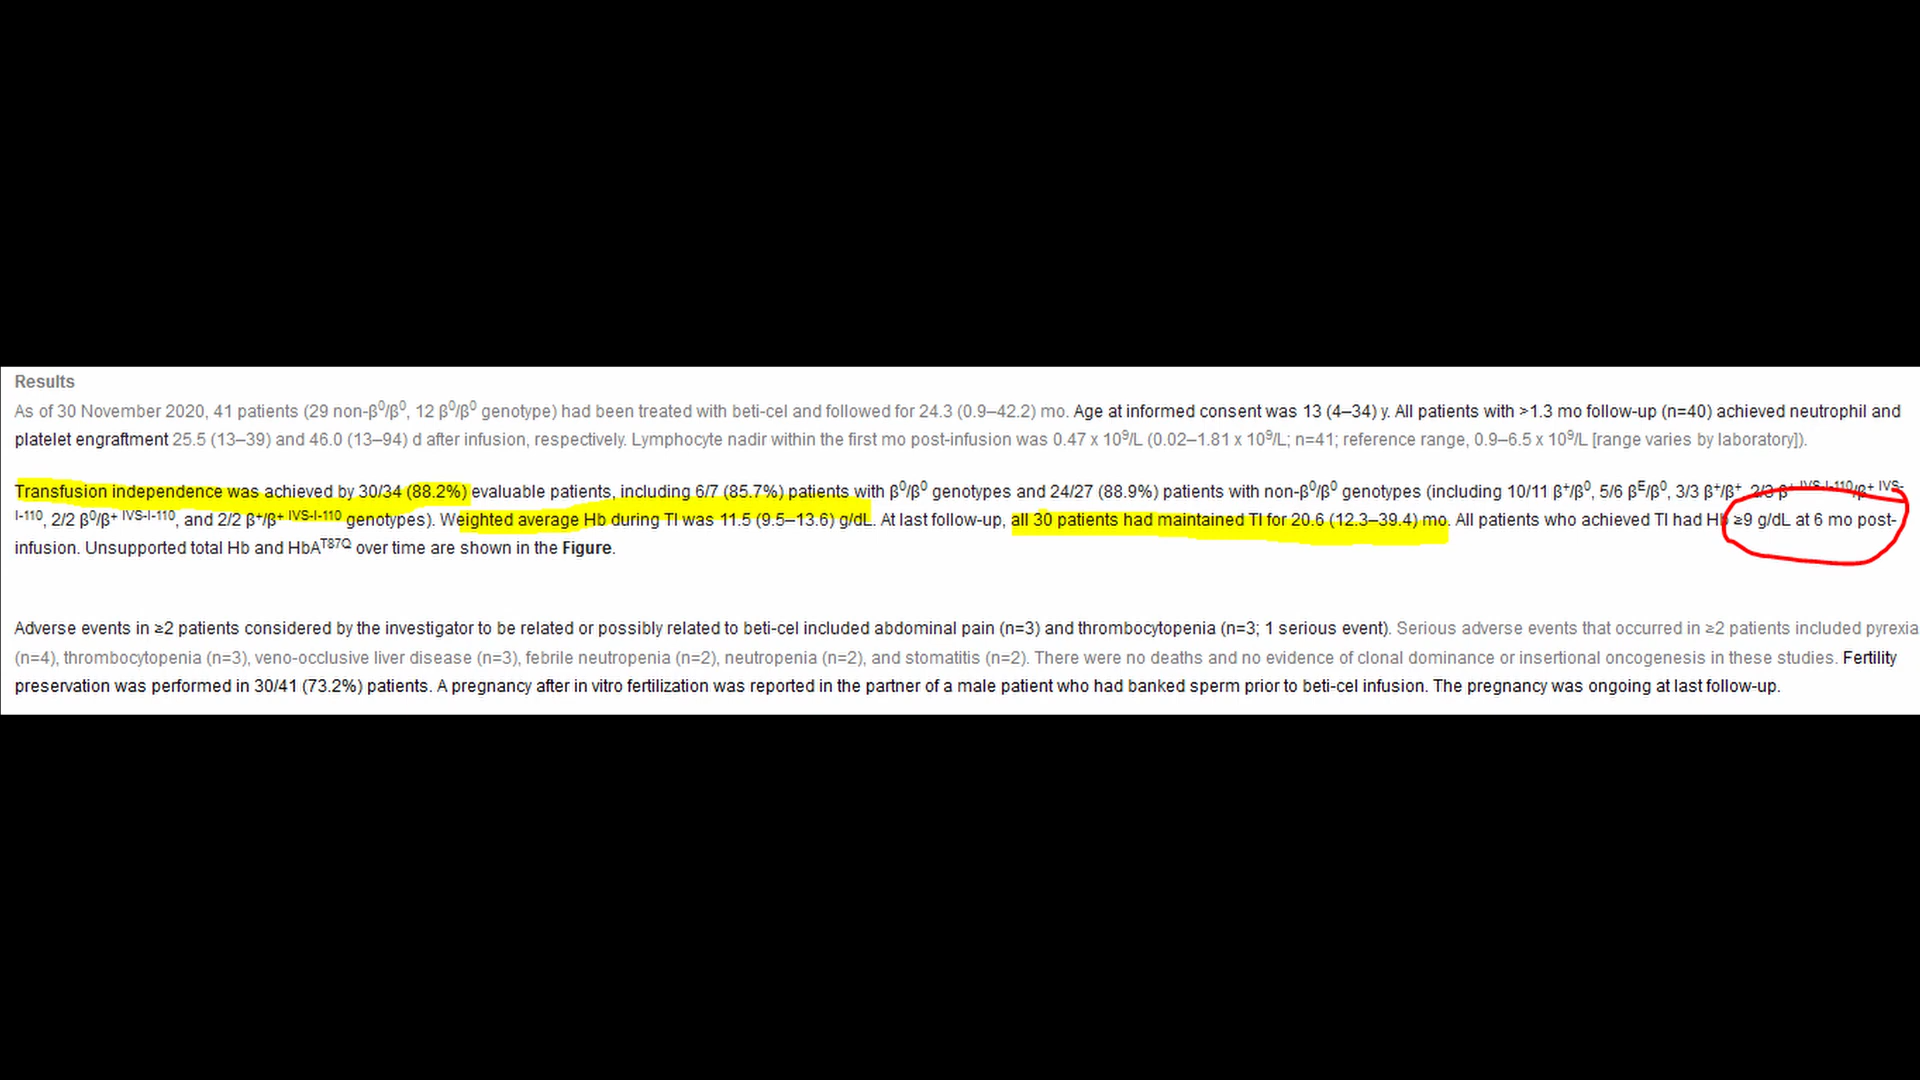 Results
As of 30 November 2020, 41 patients (29 non-β⁰/β⁰, 12 β⁰/β⁰ genotype) had been treated with beti-cel and followed for 24.3 (0.9–42.2) mo. Age at informed consent was 13 (4–34) y. All patients with >1.3 mo follow-up (n=40) achieved neutrophil and
platelet engraftment 25.5 (13–39) and 46.0 (13–94) d after infusion, respectively. Lymphocyte nadir within the first mo post-infusion was 0.47 x 10⁹/L (0.02–1.81 x 10⁹/L; n=41; reference range, 0.9–6.5 x 10⁹/L [range varies by laboratory]).
Transfusion independence was achieved by 30/34 (88.2%) evaluable patients, including 6/7 (85.7%) patients with β⁰/β⁰ genotypes and 24/27 (88.9%) patients with non-β⁰/β⁰ genotypes (including 10/11 β⁺/β⁰, 5/6 βᴱ/β⁰, 3/3 β⁺/β⁺, 2/3 β⁺ IVS-I-110/β⁺ IVS-
I-110, 2/2 β⁰/β⁺ IVS-I-110, and 2/2 β⁺/β⁺ IVS-I-110 genotypes). Weighted average Hb during TI was 11.5 (9.5–13.6) g/dL. At last follow-up, all 30 patients had maintained TI for 20.6 (12.3–39.4) mo. All patients who achieved TI had Hb ≥9 g/dL at 6 mo post-
infusion. Unsupported total Hb and HbAᵀ⁸⁷Q over time are shown in the Figure.
Adverse events in ≥2 patients considered by the investigator to be related or possibly related to beti-cel included abdominal pain (n=3) and thrombocytopenia (n=3; 1 serious event). Serious adverse events that occurred in ≥2 patients included pyrexia
(n=4), thrombocytopenia (n=3), veno-occlusive liver disease (n=3), febrile neutropenia (n=2), neutropenia (n=2), and stomatitis (n=2). There were no deaths and no evidence of clonal dominance or insertional oncogenesis in these studies. Fertility
preservation was performed in 30/41 (73.2%) patients. A pregnancy after in vitro fertilization was reported in the partner of a male patient who had banked sperm prior to beti-cel infusion. The pregnancy was ongoing at last follow-up.